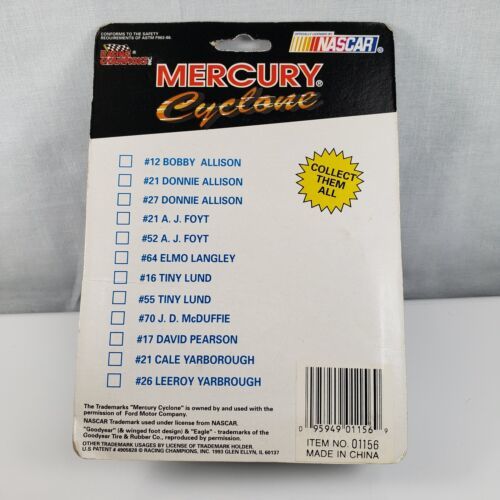 CONFORMS TO THE SAFETY
REQUIREMENTS OF ASTM F963-86.
RACING
CHAMPIONS
OFFICIALLY LICENSED BY
NASCAR®
MERCURY®
Cyclone
#12 BOBBY ALLISON
#21 DONNIE ALLISON
#27 DONNIE ALLISON
#21 A. J. FOYT
#52 A. J. FOYT
#64 ELMO LANGLEY
#16 TINY LUND
#55 TINY LUND
#70 J. D. McDUFFIE
#17 DAVID PEARSON
#21 CALE YARBOROUGH
#26 LEEROY YARBROUGH
COLLECT
THEM
ALL
The Trademarks "Mercury Cyclone" is owned by and used with the
permission of Ford Motor Company.
NASCAR Trademark used under license from NASCAR.
"Goodyear" (& winged foot design) & "Eagle" - trademarks of the
Goodyear Tire & Rubber Co., reproduced by permission.
OTHER TRADEMARK USAGES BY LICENSE OF TRADEMARK HOLDER.
U.S PATENT # 4905828 © RACING CHAMPIONS, INC. 1993 GLEN ELLYN, IL 60137
0 95949 01156 9
ITEM NO. 01156
MADE IN CHINA